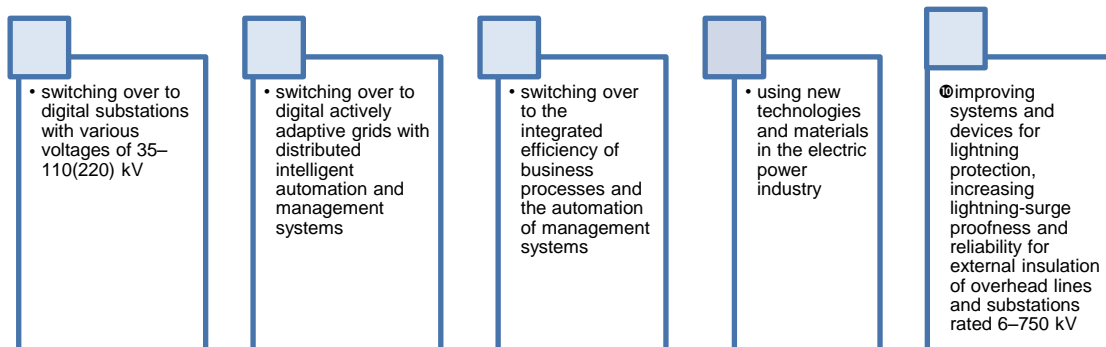 • switching over to
digital substations
with various
voltages of 35–
110(220) kV
• switching over to
digital actively
adaptive grids with
distributed
intelligent
automation and
management
systems
• switching over
to the
integrated
efficiency of
business
processes and
the automation
of management
systems
• using new
technologies
and materials
in the electric
power
industry
❿improving
systems and
devices for
lightning
protection,
increasing
lightning-surge
proofness and
reliability for
external insulation
of overhead lines
and substations
rated 6–750 kV